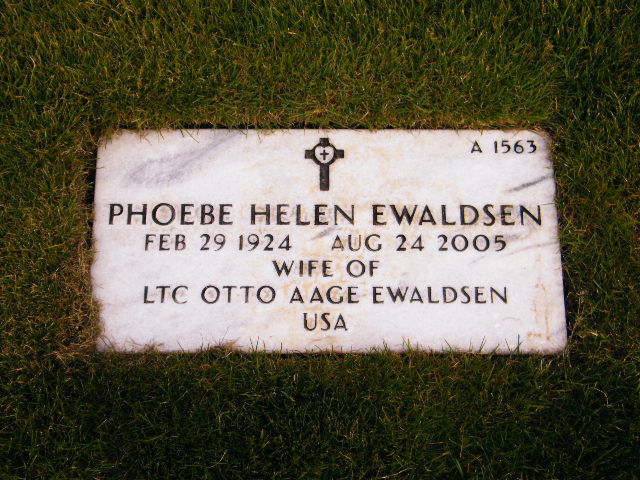 A 1563
PHOEBE HELEN EWALDSEN
FEB 29 1924 AUG 24 2005
WIFE OF
LTC OTTO AAGE EWALDSEN
USA